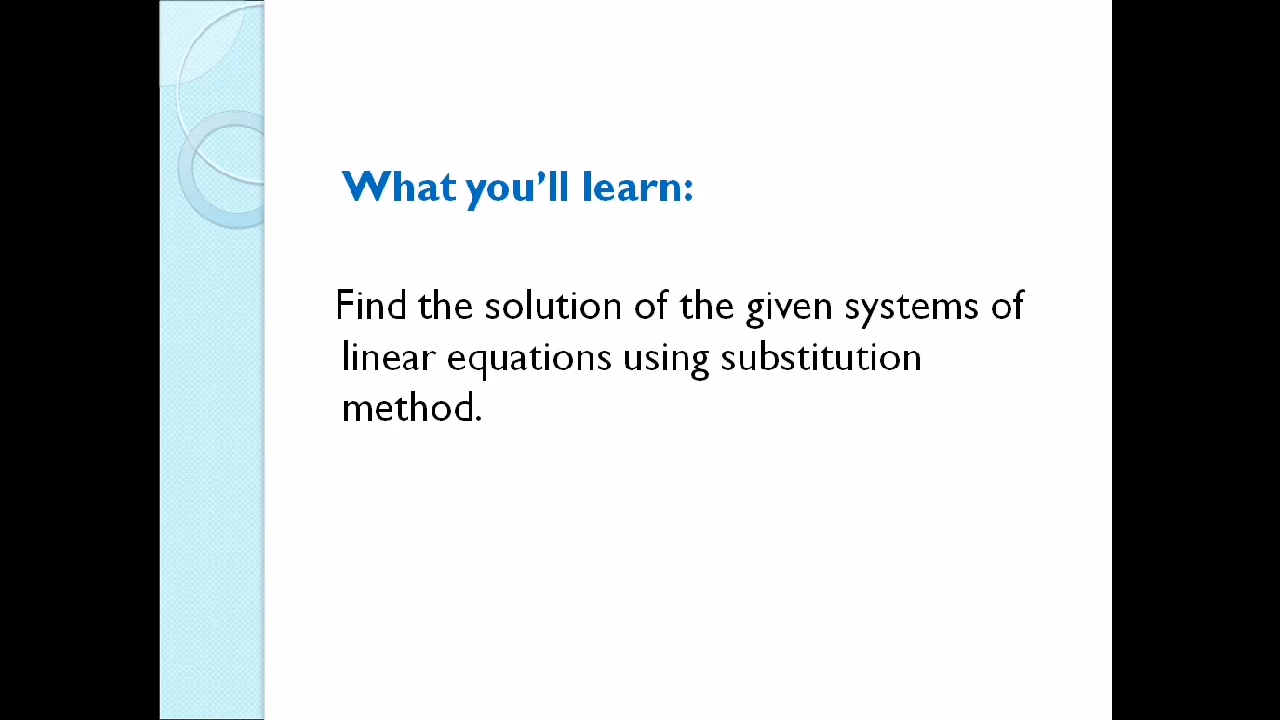 What you’ll learn:
Find the solution of the given systems of
linear equations using substitution
method.